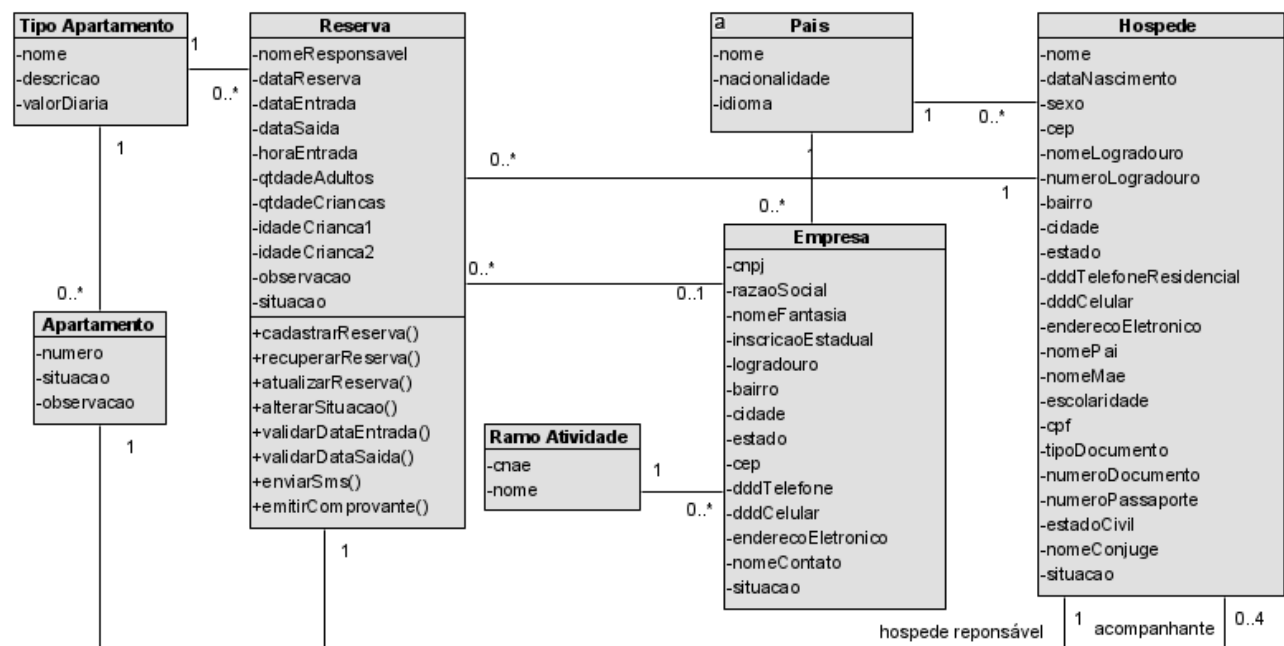 Tipo Apartamento
-nome
-descricao
-valorDiaria
1
0..*
1
0..*
Apartamento
-numero
-situacao
-observacao
1
Reserva
-nomeResponsavel
-dataReserva
-dataEntrada
-dataSaida
-horaEntrada
-qtdadeAdultos
-qtdadeCriancas
-idadeCrianca1
-idadeCrianca2
-observacao
-situacao
+cadastrarReserva()
+recuperarReserva()
+atualizarReserva()
+alterarSituacao()
+validarDataEntrada()
+validarDataSaida()
+enviarSms()
+emitirComprovante()
1
0..*
1
0..*
0..1
a
Pais
-nome
-nacionalidade
-idioma
1
0..*
1
0..*
Ramo Atividade
-cnae
-nome
1
0..*
Empresa
-cnpj
-razaoSocial
-nomeFantasia
-inscricaoEstadual
-logradouro
-bairro
-cidade
-estado
-cep
-dddTelefone
-dddCelular
-enderecoEletronico
-nomeContato
-situacao
Hospede
-nome
-dataNascimento
-sexo
-cep
-nomeLogradouro
-numeroLogradouro
-bairro
-cidade
-estado
-dddTelefoneResidencial
-dddCelular
-enderecoEletronico
-nomePai
-nomeMae
-escolaridade
-cpf
-tipoDocumento
-numeroDocumento
-numeroPassaporte
-estadoCivil
-nomeConjuge
-situacao
hospede reponsável
1
acompanhante
0..4